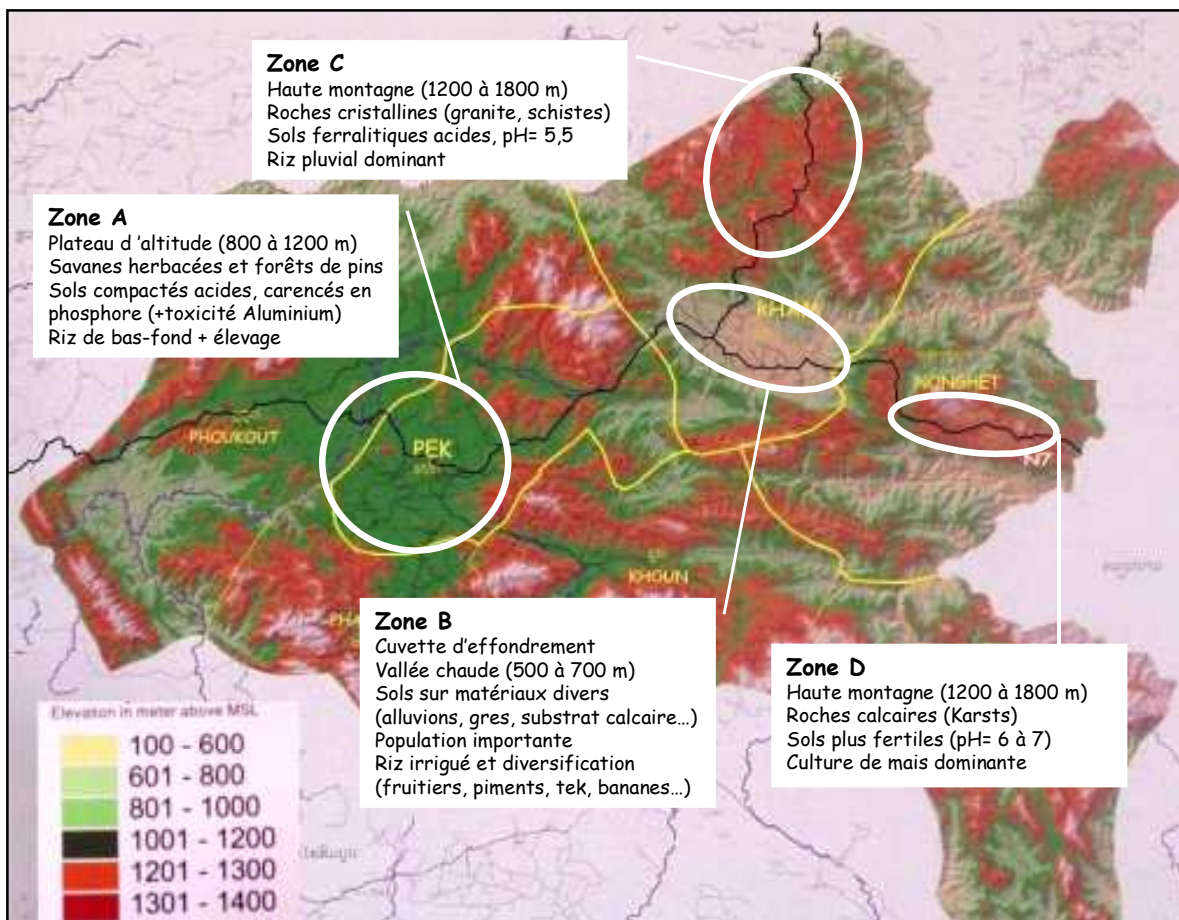 Zone C
Haute montagne (1200 à 1800 m)
Roches cristallines (granite, schistes)
Sols ferralitiques acides, pH= 5,5
Riz pluvial dominant
Zone A
Plateau d 'altitude (800 à 1200 m)
Savanes herbacées et forêts de pins
Sols compactés acides, carencés en
phosphore (+toxicité Aluminium)
Riz de bas-fond + élevage
NONGHET
PHOUKOUT
PEK
N7
KHOUN
Zone B
Cuvette d'effondrement
Vallée chaude (500 à 700 m)
Sols sur matériaux divers
(alluvions, gres, substrat calcaire…)
Population importante
Riz irrigué et diversification
(fruitiers, piments, tek, bananes…)
Zone D
Haute montagne (1200 à 1800 m)
Roches calcaires (Karsts)
Sols plus fertiles (pH= 6 à 7)
Culture de mais dominante
Elevation in meter above MSL
100 - 600
601 - 800
801 - 1000
1001 - 1200
1201 - 1300
1301 - 1400